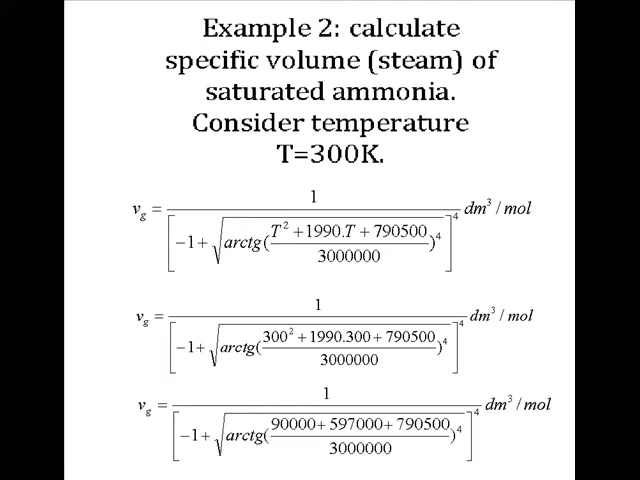 Example 2: calculate
specific volume (steam) of
saturated ammonia.
Consider temperature
T=300K.
v_g = 1 / [−1+√arctg((T² +1990.T + 790500)/3000000)⁴]⁴ dm³ / mol
v_g = 1 / [−1+√arctg((300² +1990.300 + 790500)/3000000)⁴]⁴ dm³ / mol
v_g = 1 / [−1+√arctg((90000+ 597000+ 790500)/3000000)⁴]⁴ dm³ / mol